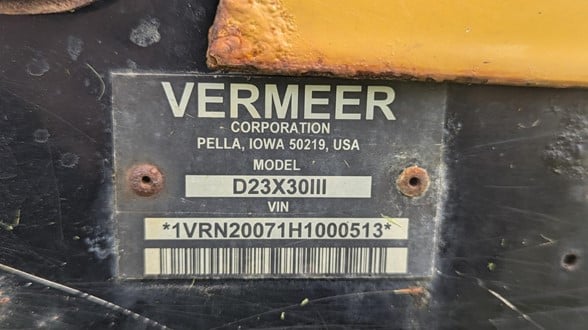 VERMEER
CORPORATION
PELLA, IOWA 50219, USA
MODEL
D23X30III
VIN
*1VRN20071H1000513*